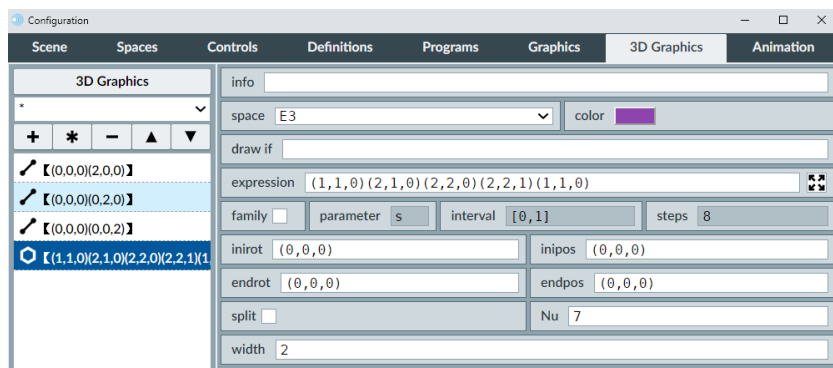 Configuration
Scene Spaces Controls Definitions Programs Graphics 3D Graphics Animation
3D Graphics
*
+ * − ▲ ▼
【(0,0,0)(2,0,0)】
【(0,0,0)(0,2,0)】
【(0,0,0)(0,0,2)】
【(1,1,0)(2,1,0)(2,2,0)(2,2,1)(1,
info
space E3 color
draw if
expression (1,1,0)(2,1,0)(2,2,0)(2,2,1)(1,1,0)
family parameter s interval [0,1] steps 8
inirot (0,0,0) inipos (0,0,0)
endrot (0,0,0) endpos (0,0,0)
split Nu 7
width 2